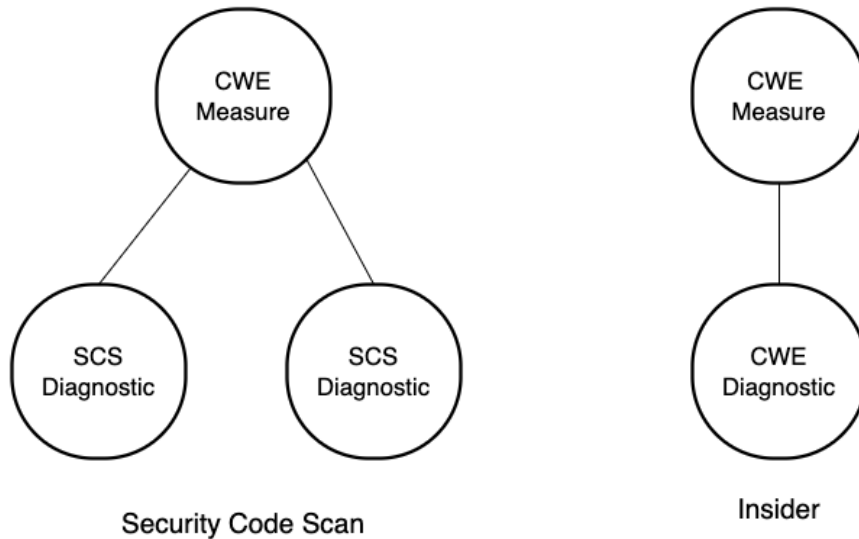 CWE
Measure
CWE
Measure
SCS
Diagnostic
SCS
Diagnostic
CWE
Diagnostic
Security Code Scan
Insider